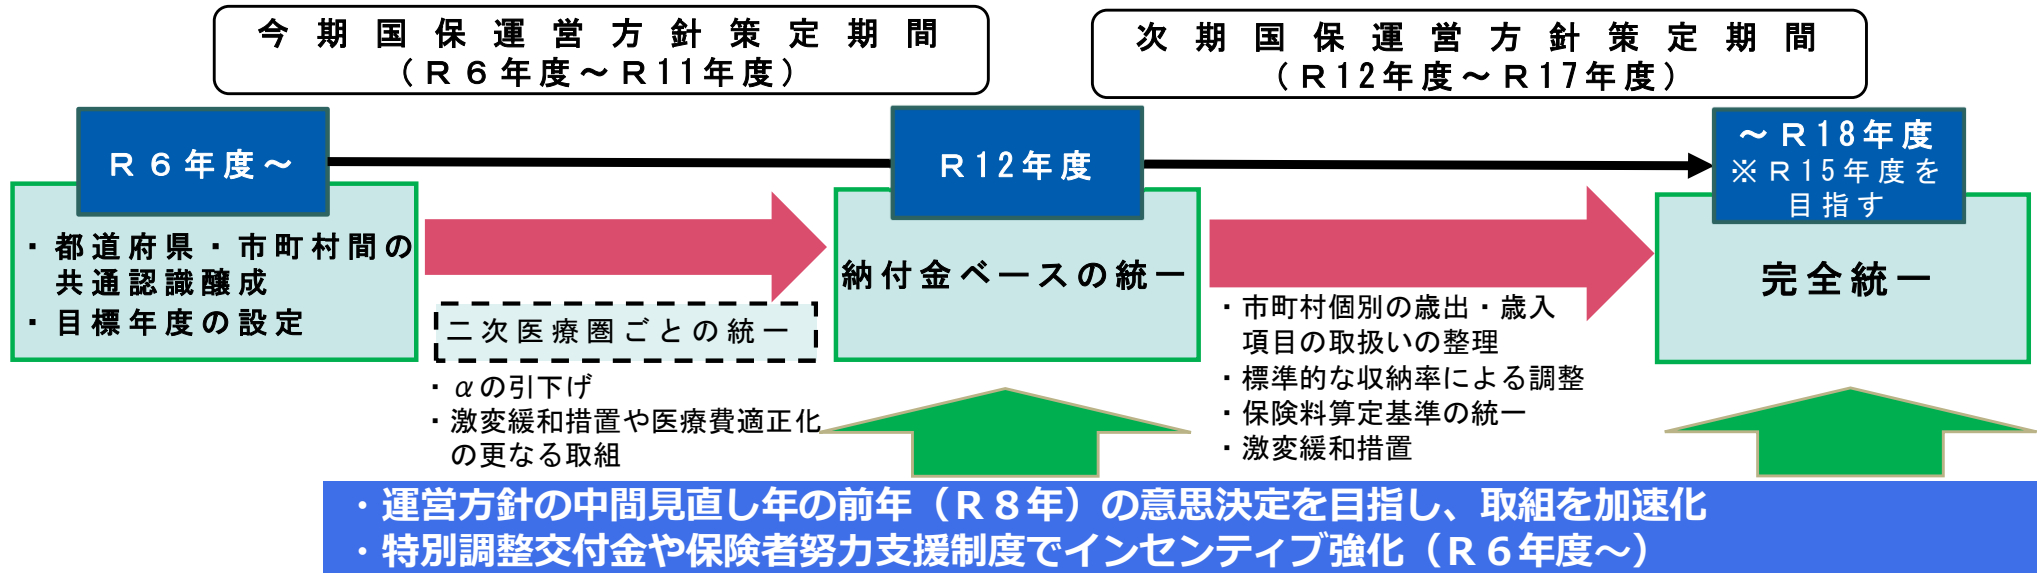 今期国保運営方針策定期間
（Ｒ６年度～Ｒ11年度）
次期国保運営方針策定期間
（Ｒ12年度～Ｒ17年度）
Ｒ６年度～
・都道府県・市町村間の
共通認識醸成
・目標年度の設定
二次医療圏ごとの統一
・αの引下げ
・激変緩和措置や医療費適正化
の更なる取組
Ｒ12年度
納付金ベースの統一
・市町村個別の歳出・歳入
項目の取扱いの整理
・標準的な収納率による調整
・保険料算定基準の統一
・激変緩和措置
～Ｒ18年度
※Ｒ15年度を
目指す
完全統一
・運営方針の中間見直し年の前年（Ｒ８年）の意思決定を目指し、取組を加速化
・特別調整交付金や保険者努力支援制度でインセンティブ強化（Ｒ６年度～）